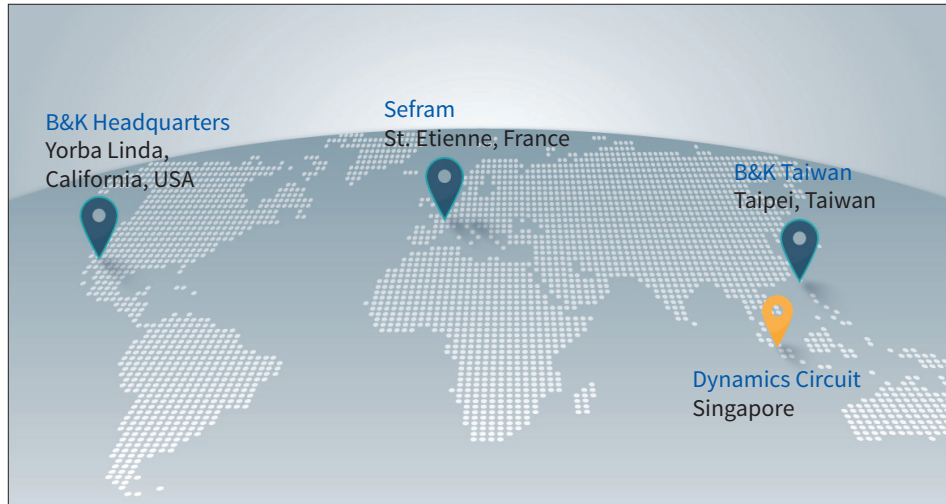 B&K Headquarters
Yorba Linda,
California, USA
Sefram
St. Etienne, France
B&K Taiwan
Taipei, Taiwan
Dynamics Circuit
Singapore